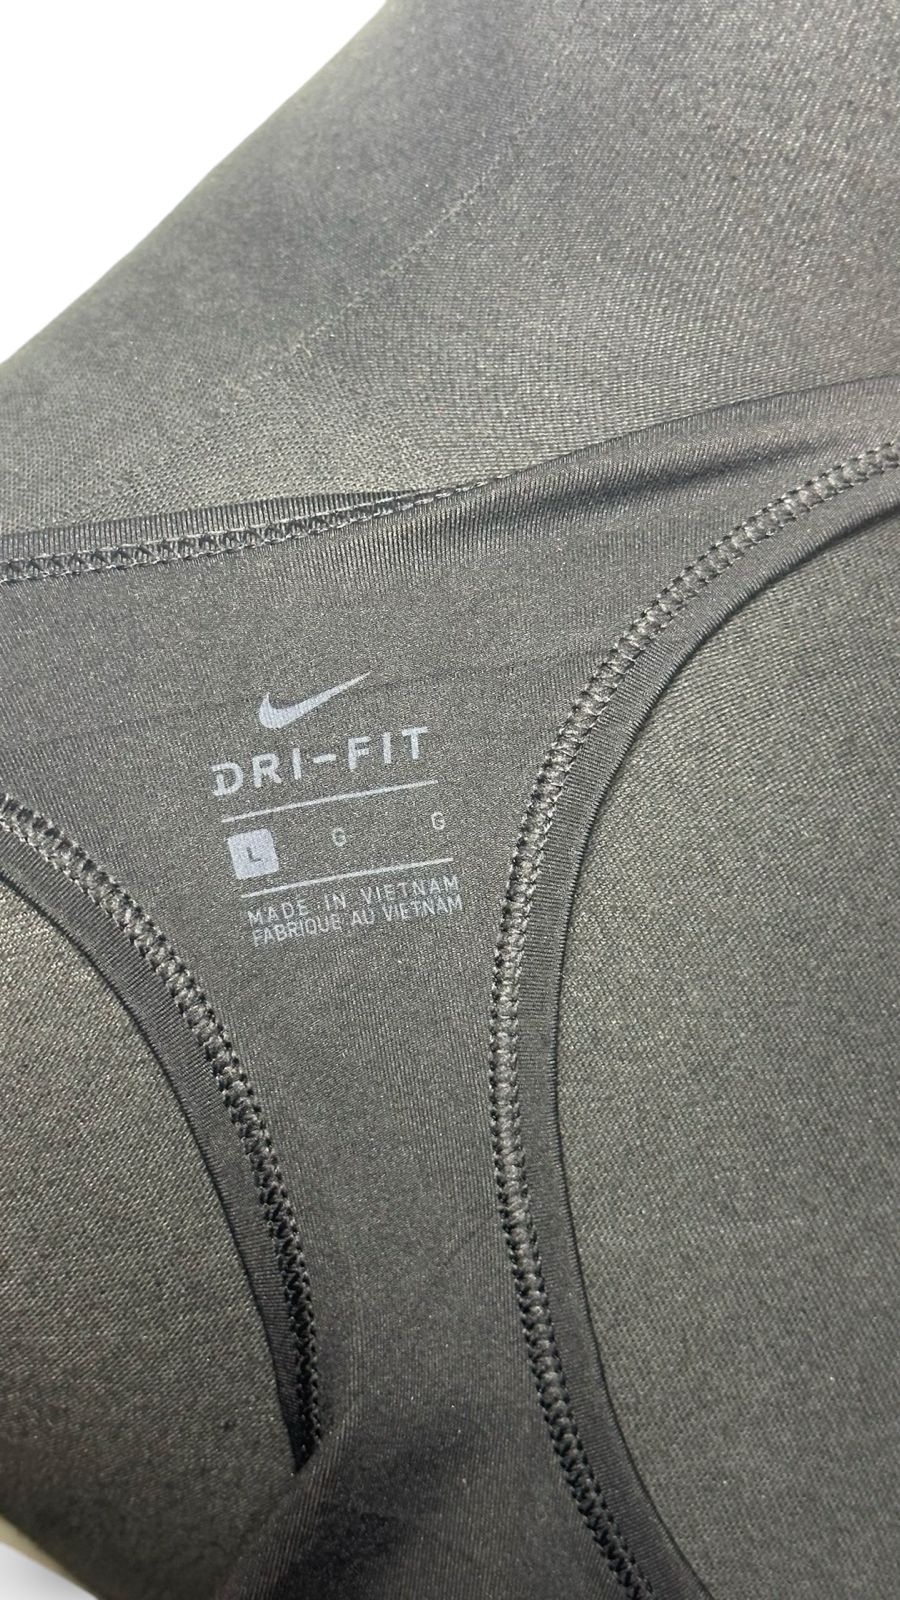 DRI-FIT
L G G
MADE IN VIETNAM
FABRIQUE AU VIETNAM